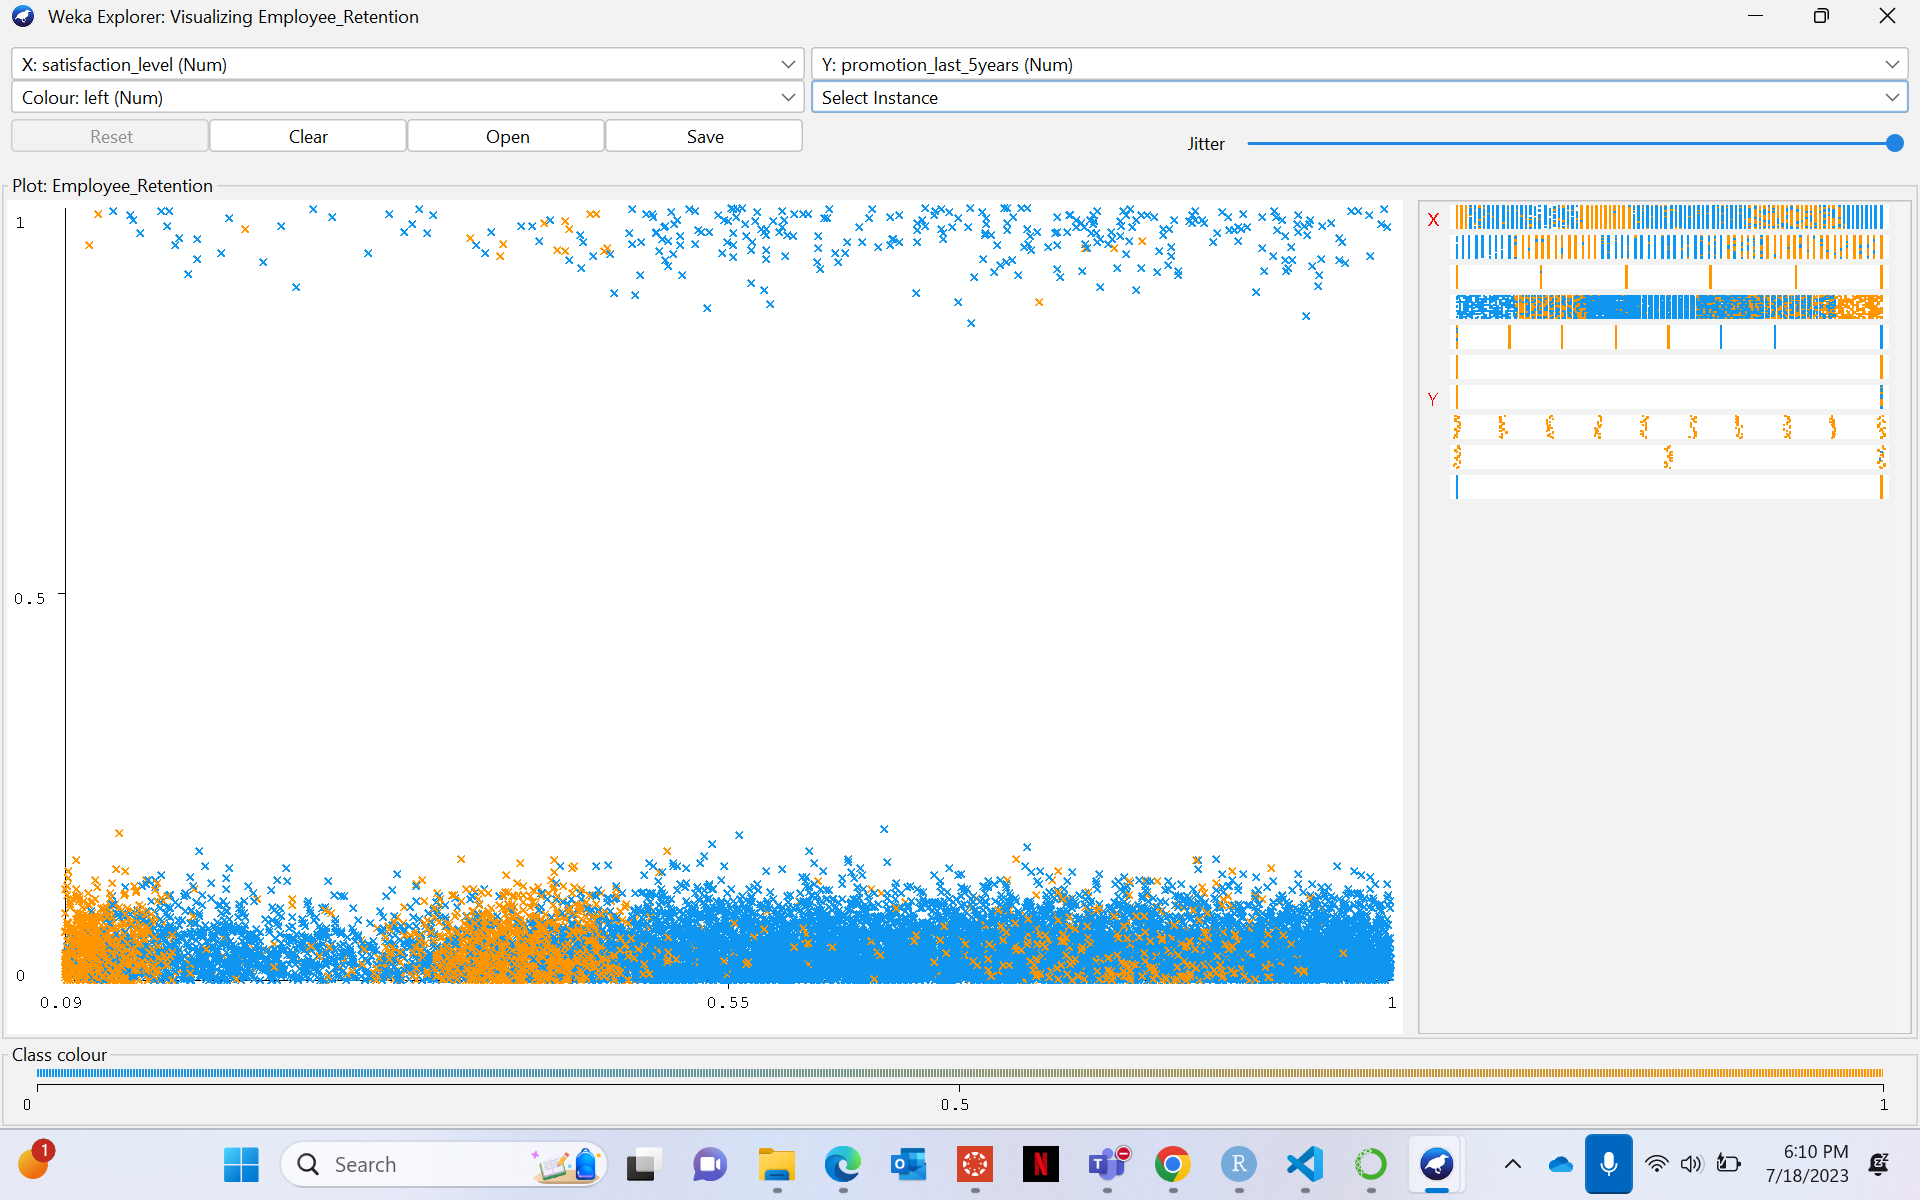 Weka Explorer: Visualizing Employee_Retention
X: satisfaction_level (Num)
Y: promotion_last_5years (Num)
Colour: left (Num)
Select Instance
Reset
Clear
Open
Save
Jitter
Plot: Employee_Retention
1
0.5
0
0.09
0.55
1
X
Y
Class colour
0
0.5
1
1
Search
N
T
R
6:10 PM
7/18/2023